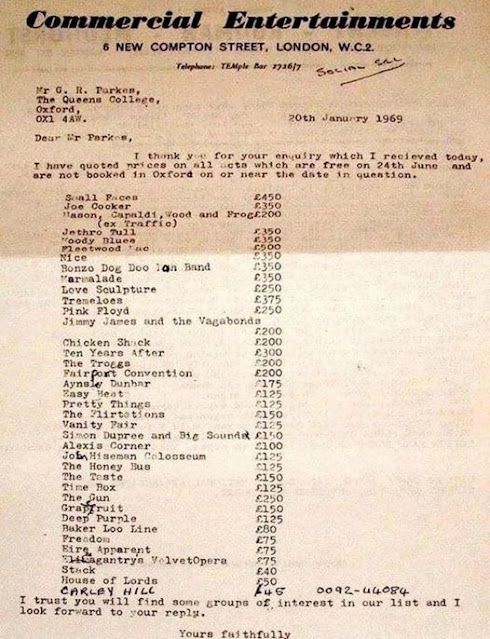 Commercial Entertainments
6 NEW COMPTON STREET, LONDON, W.C.2.
Telephone: TEMple Bar 2726/7
SOCIAL SEC
Mr G. R. Parkes,
The Queens College,
Oxford,
OX1 4AW. 20th January 1969
Dear Mr Parkes,
I thank you for your enquiry which I recieved today,
I have quoted prices on all acts which are free on 24th June and
are not booked in Oxford on or near the date in question.
Small Faces £450
Joe Cocker £350
Mason, Capaldi, Wood and Frog £200
(ex Traffic)
Jethro Tull £350
Moody Blues £350
Fleetwood Mac £500
Nice £350
Bonzo Dog Doo Dan Band £350
Marmalade £350
Love Sculpture £250
Tremeloes £375
Pink Floyd £250
Jimmy James and the Vagabonds
£200
Chicken Shack £200
Ten Years After £300
The Troggs £200
Fairport Convention £200
Aynsle Dunbar £175
Easy Beat £125
Pretty Things £125
The Flirtations £150
Vanity Fair £125
Simon Dupree and Big Sound £150
Alexis Corner £100
Jon Hiseman Colosseum £125
The Honey Bus £125
The Taste £150
Time Box £125
The Gun £250
Grapfruit £150
Deep Purple £125
Baker Loo Line £80
Freedom £75
Eire Apparent £75
Elicagantrys VelvetOpera £75
Stack £40
House of Lords £50
CARLEY HILL £45 0092-44084
I trust you will find some groups of interest in our list and I
look forward to your reply.
Yours faithfully